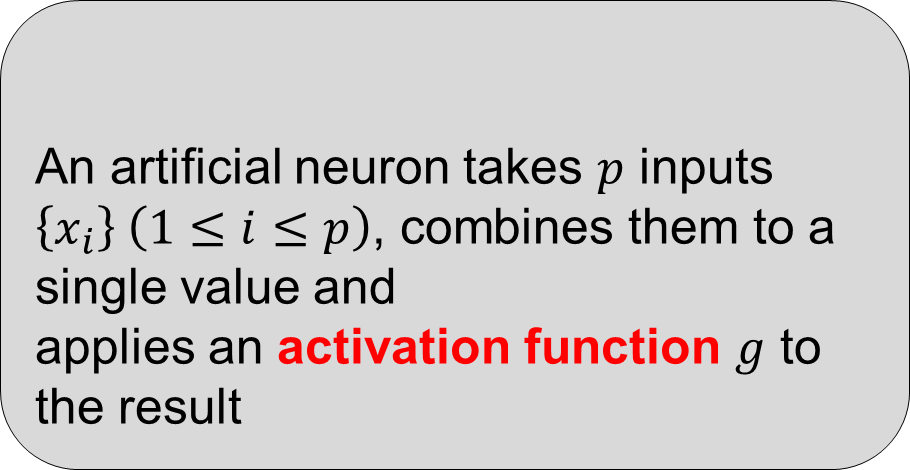 An artificial neuron takes 𝑝 inputs
{𝑥ᵢ} (1 ≤ 𝑖 ≤ 𝑝), combines them to a
single value and
applies an activation function 𝑔 to
the result